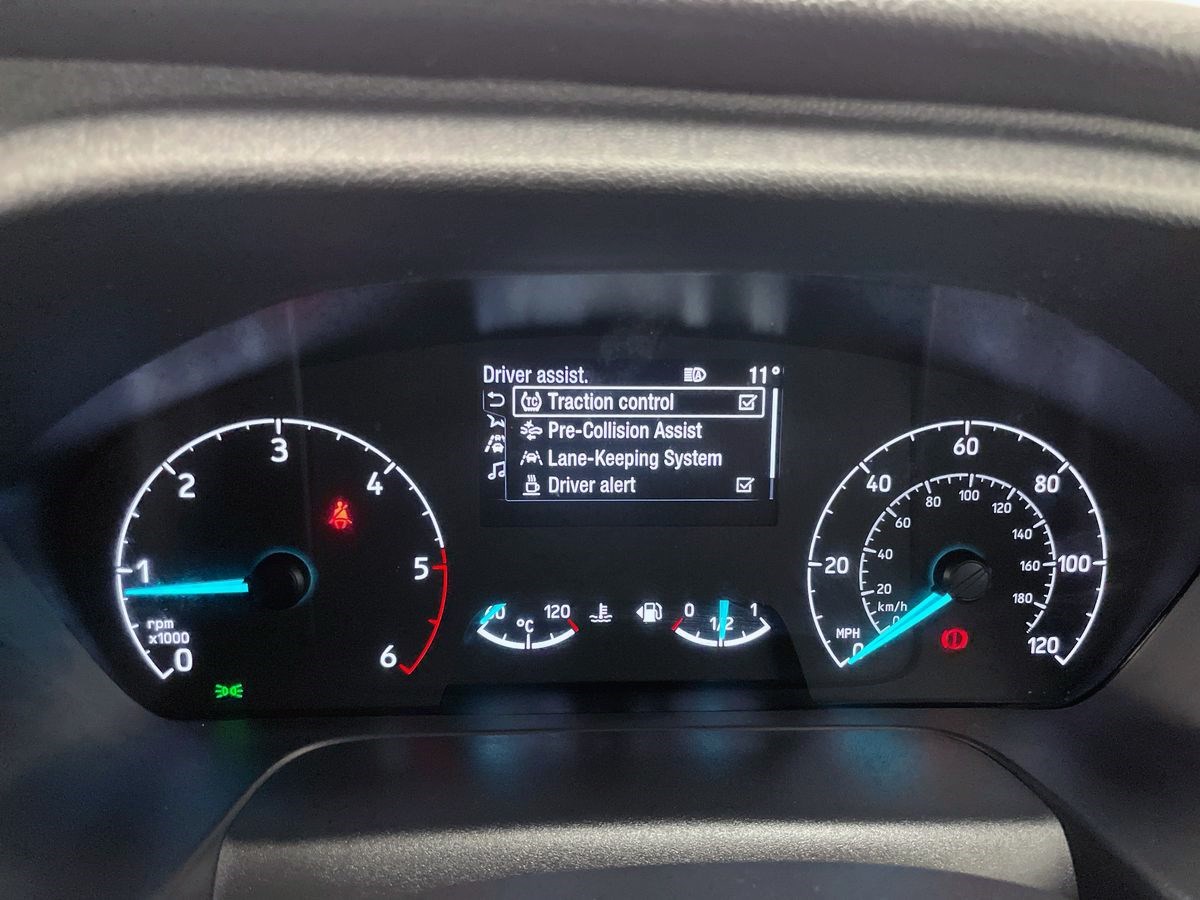 Driver assist.
11°
TC Traction control
Pre-Collision Assist
Lane-Keeping System
Driver alert
0
1
2
3
4
5
6
rpm
x1000
120
°C
0
1/2
1
0
20
40
60
80
100
120
MPH
20
40
60
80
100
120
140
160
180
km/h